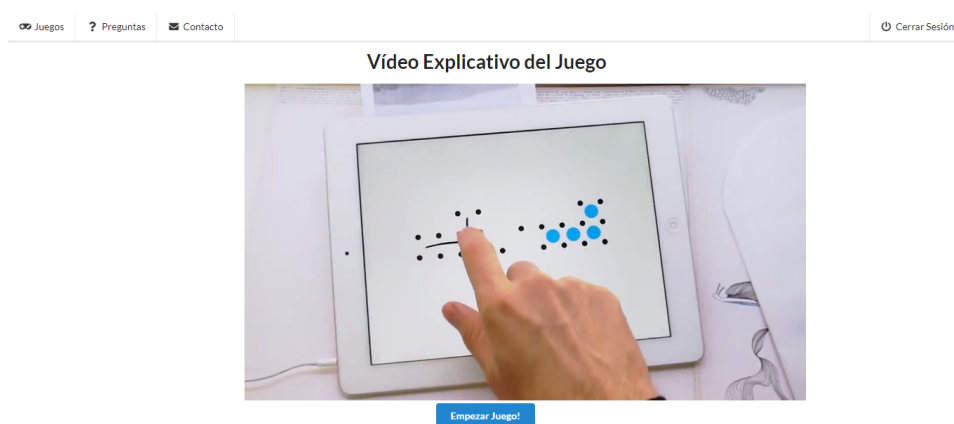 Juegos ? Preguntas Contacto Cerrar Sesión
Vídeo Explicativo del Juego
Empezar Juego!